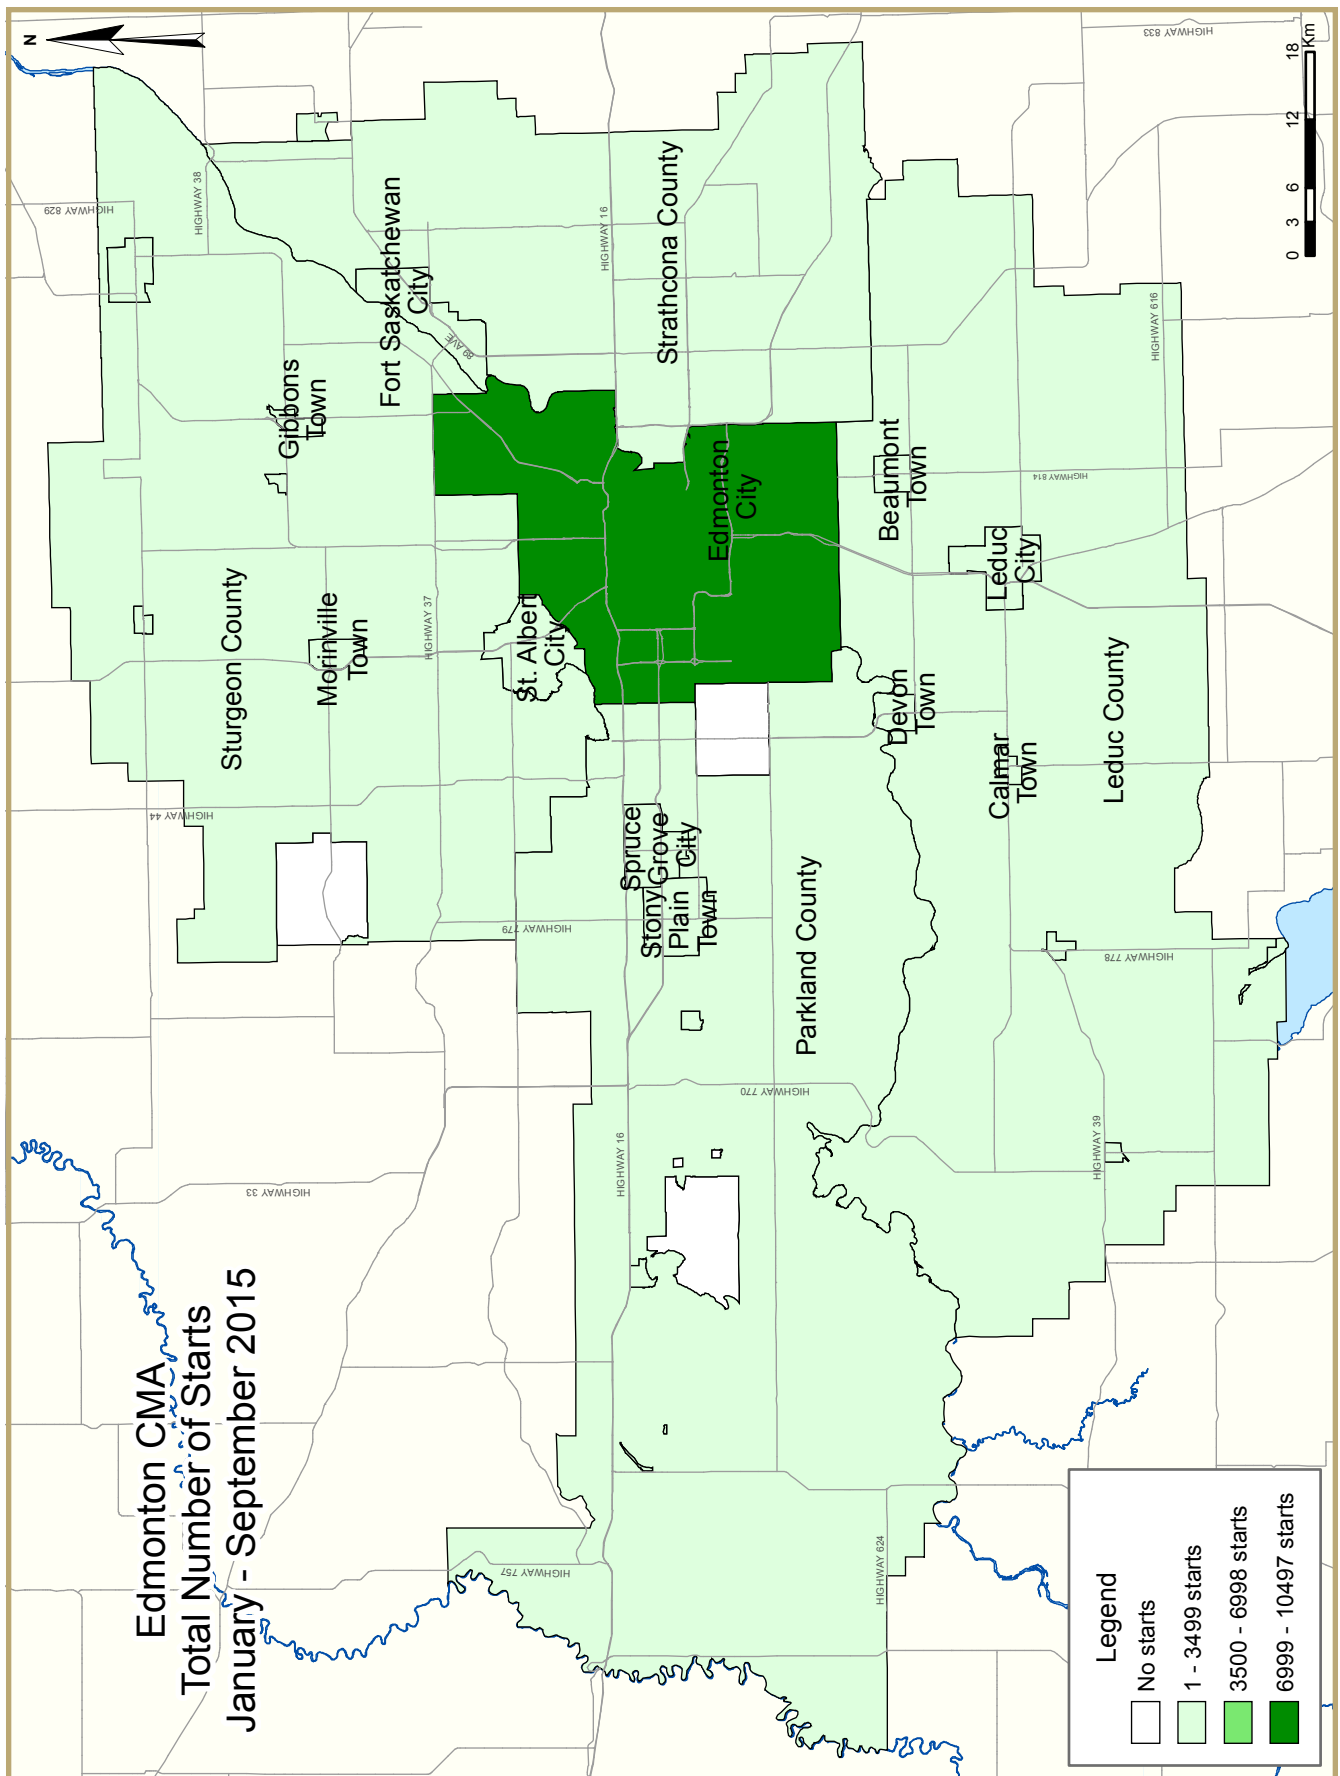 Edmonton CMA
Total Number of Starts
January - September 2015
N
HIGHWAY 829
HIGHWAY 38
HIGHWAY 833
HIGHWAY 44
HIGHWAY 33
HIGHWAY 37
HIGHWAY 16
HIGHWAY 779
HIGHWAY 16
HIGHWAY 757
89 AVE
HIGHWAY 770
HIGHWAY 814
HIGHWAY 616
HIGHWAY 778
HIGHWAY 39
HIGHWAY 624
Sturgeon County
Gibbons
Town
Morinville
Town
Fort Saskatchewan
City
St. Albert
City
Strathcona County
Edmonton
City
Spruce
Grove
City
Stony
Plain
Town
Parkland County
Beaumont
Town
Devon
Town
Leduc
City
Calmar
Town
Leduc County
Legend
No starts
1 - 3499 starts
3500 - 6998 starts
6999 - 10497 starts
0 3 6 12 18
Km